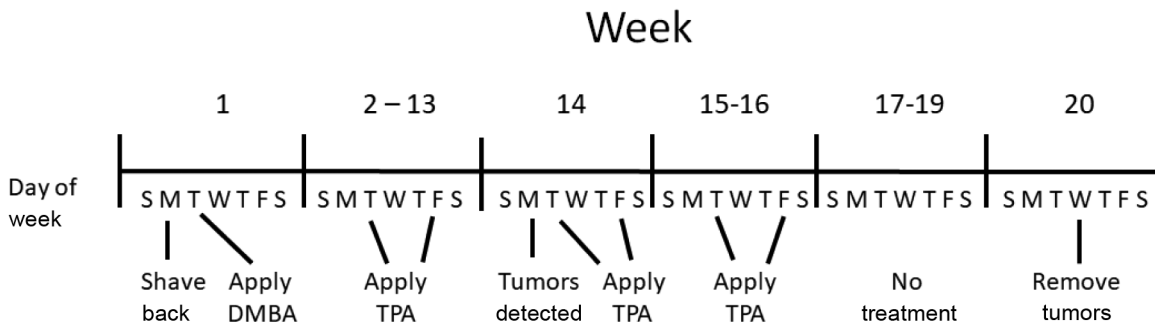 Week
1 2 – 13 14 15-16 17-19 20
Day of
week
S M T W T F S S M T W T F S S M T W T F S S M T W T F S S M T W T F S S M T W T F S
Shave Apply Apply Tumors Apply Apply No Remove
back DMBA TPA detected TPA TPA treatment tumors